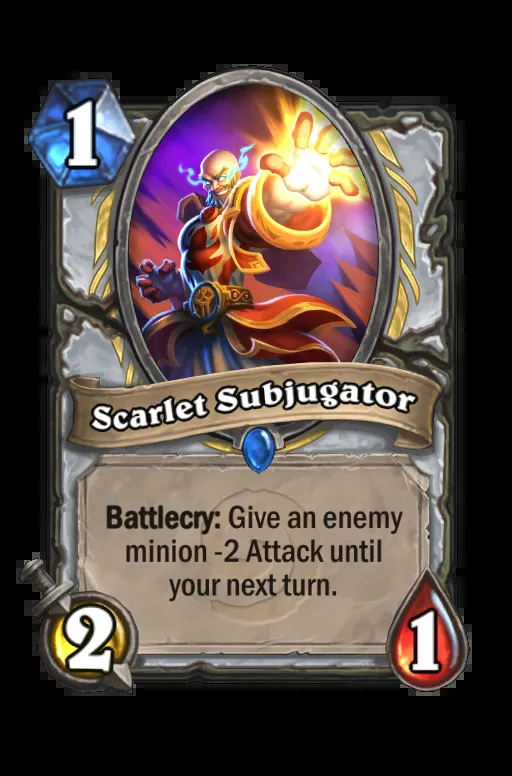 1
Scarlet Subjugator
Battlecry: Give an enemy
minion -2 Attack until
your next turn.
2
1